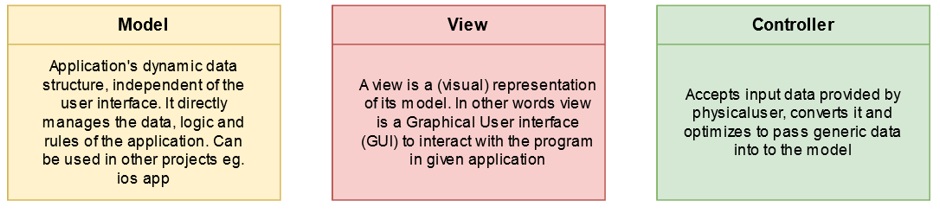 Model
Application's dynamic data
structure, independent of the
user interface. It directly
manages the data, logic and
rules of the application. Can
be used in other projects eg.
ios app
View
A view is a (visual) representation
of its model. In other words view
is a Graphical User interface
(GUI) to interact with the program
in given application
Controller
Accepts input data provided by
physicaluser, converts it and
optimizes to pass generic data
into to the model